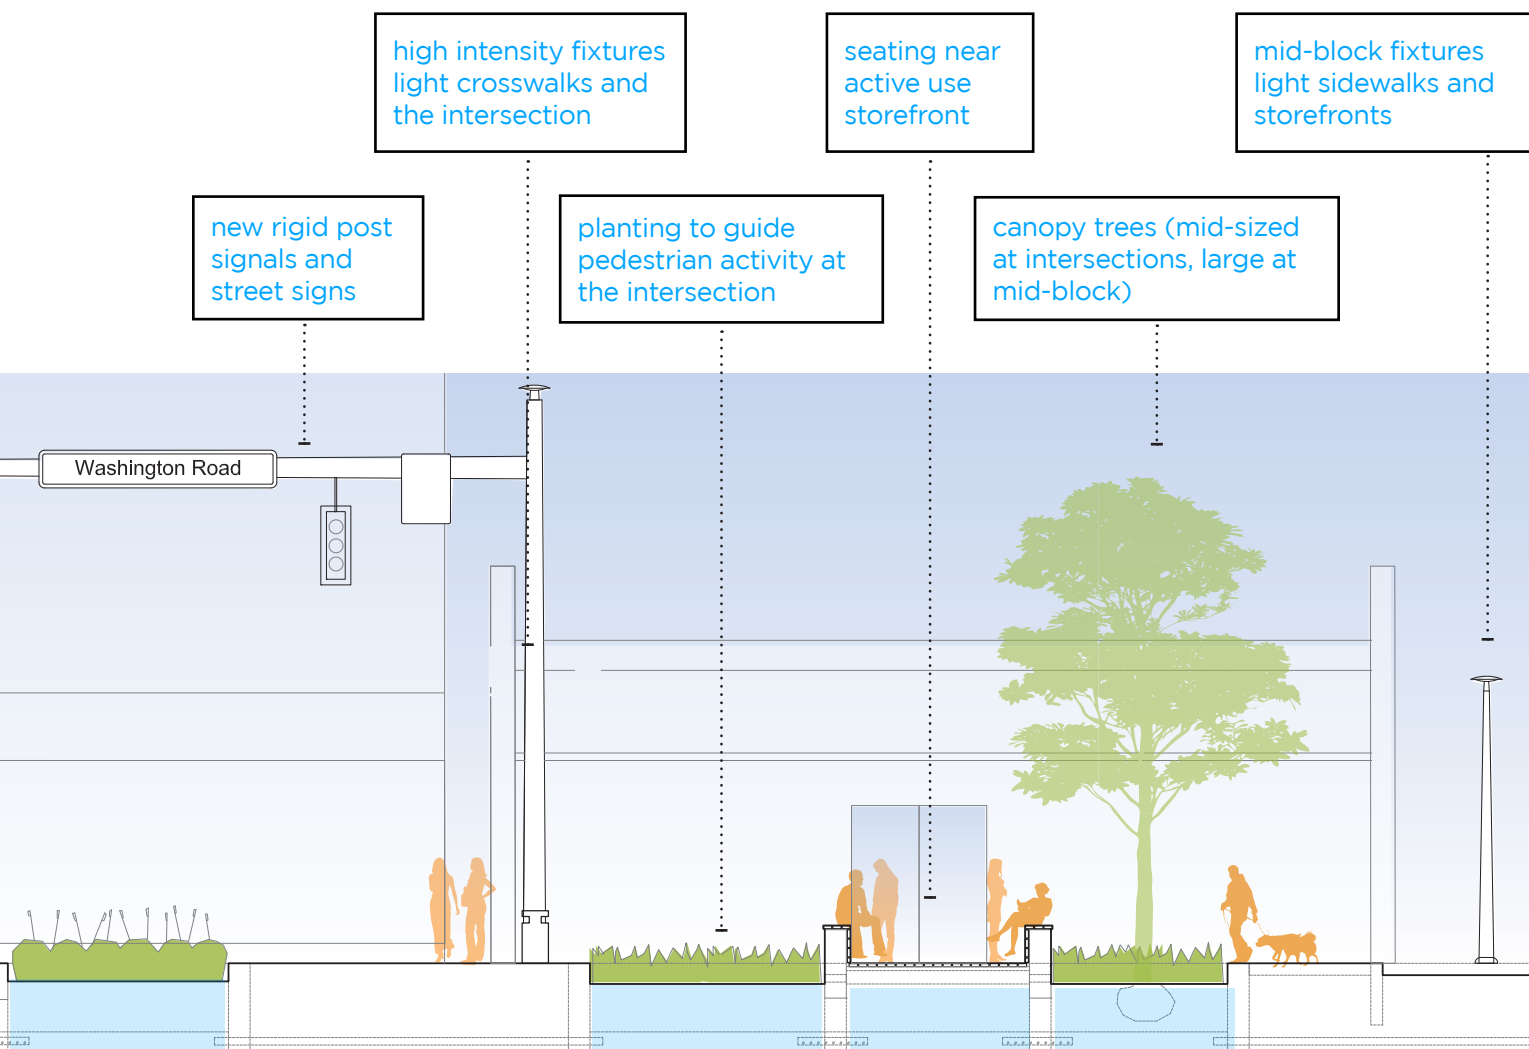 high intensity fixtures
light crosswalks and
the intersection
seating near
active use
storefront
mid-block fixtures
light sidewalks and
storefronts
new rigid post
signals and
street signs
planting to guide
pedestrian activity at
the intersection
canopy trees (mid-sized
at intersections, large at
mid-block)
Washington Road